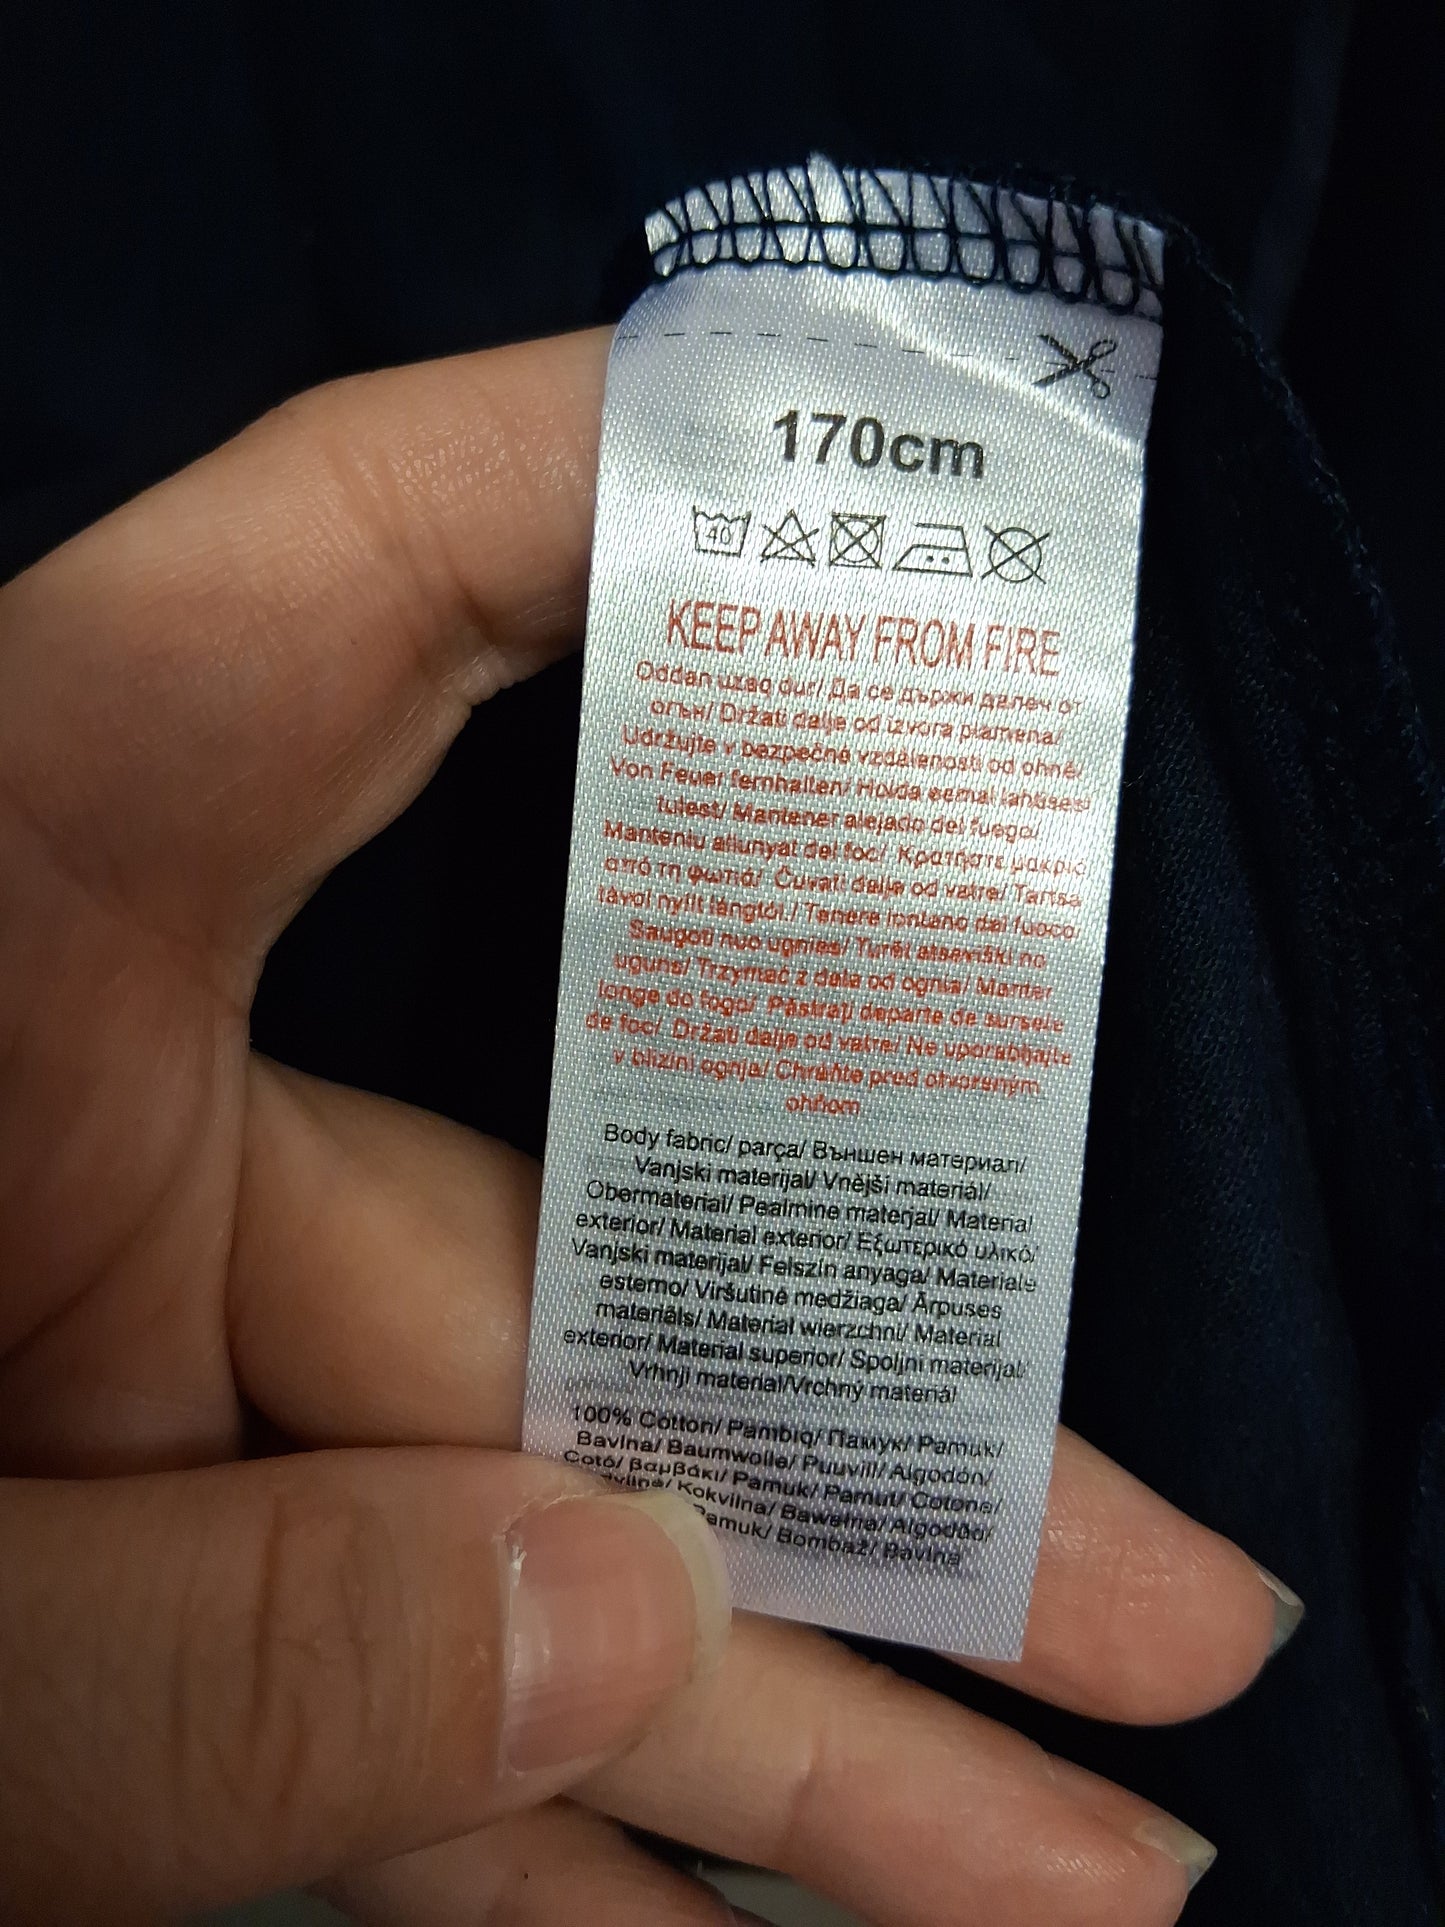 170cm
40
KEEP AWAY FROM FIRE
Oddan uzaq dur/ Да се държи далеч от
огън/ Držati dalje od izvora plamena/
Udržujte v bezpečné vzdálenosti od ohně/
Von Feuer fernhalten/ Hoida eemal lahtisest
tulest/ Mantener alejado del fuego/
Manteniu allunyat del foc/ Κρατήστε μακριά
από τη φωτιά/ Čuvati dalje od vatre/ Tartsa
távol nyílt lángtól./ Tenere lontano dal fuoco
Saugoti nuo ugnies/ Turēt atsevišķi no
uguns/ Trzymać z dala od ognia/ Manter
longe do fogo/ Păstrați departe de sursele
de foc/ Držati dalje od vatre/ Ne uporabljajte
v bližini ognja/ Chráňte pred otvoreným
ohňom
Body fabric/ parça/ Външен материал/
Vanjski materijal/ Vnější materiál/
Obermaterial/ Pealmine materjal/ Material
exterior/ Material exterior/ Εξωτερικό υλικό/
Vanjski materijal/ Felszín anyaga/ Materiale
esterno/ Viršutinė medžiaga/ Ārpuses
materiāls/ Materiał wierzchni/ Material
exterior/ Material superior/ Spoljni materijal/
Vrhnji material/Vrchný materiál
100% Cotton/ Pambıq/ Памук/ Pamuk/
Bavlna/ Baumwolle/ Puuvill/ Algodón/
Cotó/ βαμβάκι/ Pamuk/ Pamut/ Cotone/
Kokvilna/ Bawełna/ Algodão/
Pamuk/ Bombaž/ Bavlna